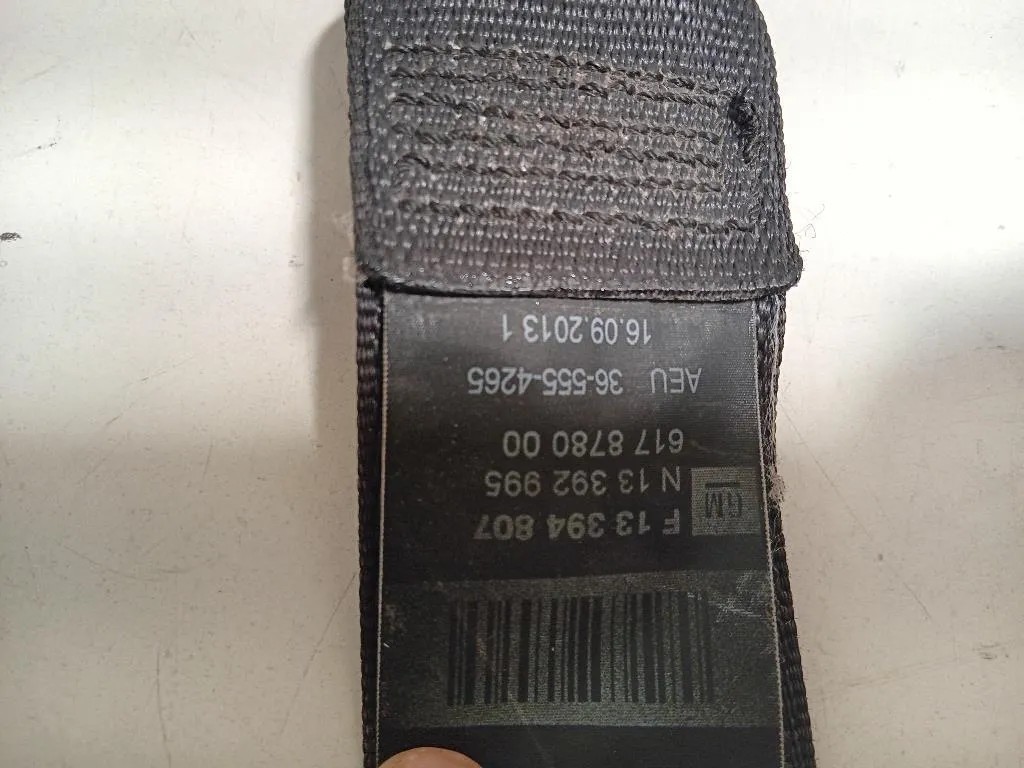 GM
F 13 394 807
N 13 392 995
617 8780 00
AEU 36-555-4265
16.09.2013 1